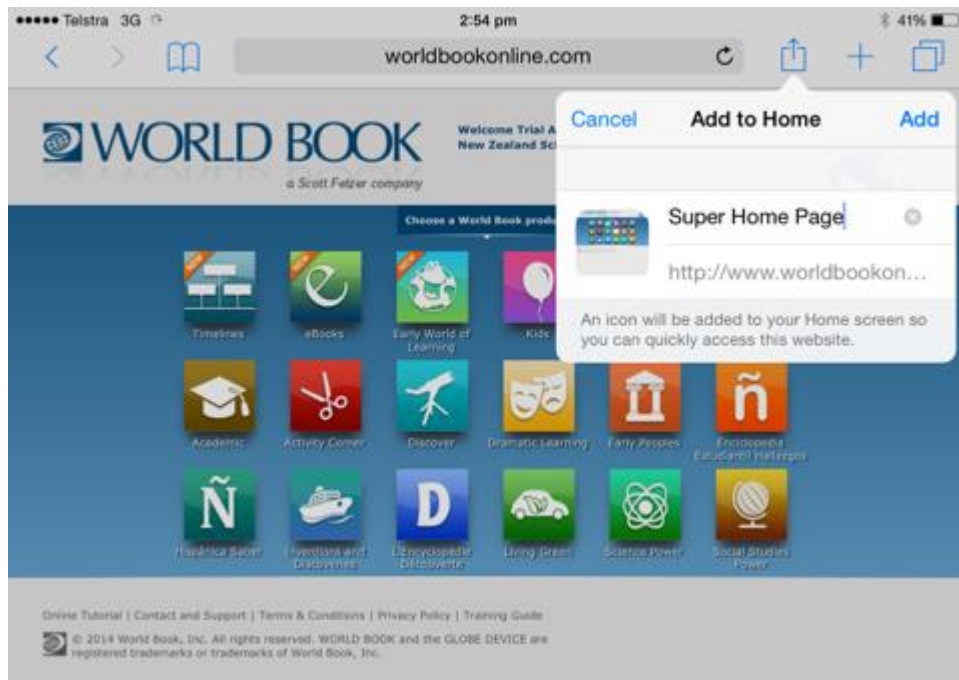 Telstra 3G 2:54 pm 41%
worldbookonline.com
WORLD BOOK
a Scott Fetzer company
Welcome Trial A
New Zealand Sc
Cancel Add to Home Add
Super Home Page
http://www.worldbookon...
An icon will be added to your Home screen so
you can quickly access this website.
Choose a World Book produ
NEW NEW NEW
Timelines eBooks Early World of
Learning
Kids
Academic Activity Corner Discover Dramatic Learning Early Peoples Enciclopedia
Estudiantil Hallazgos
Ñ D ñ
Hispánica Saber Inventions and
Discoveries
L'Encyclopédie
Découverte
Living Green Science Power Social Studies
Power
Online Tutorial | Contact and Support | Terms & Conditions | Privacy Policy | Training Guide
© 2014 World Book, Inc. All rights reserved. WORLD BOOK and the GLOBE DEVICE are
registered trademarks or trademarks of World Book, Inc.